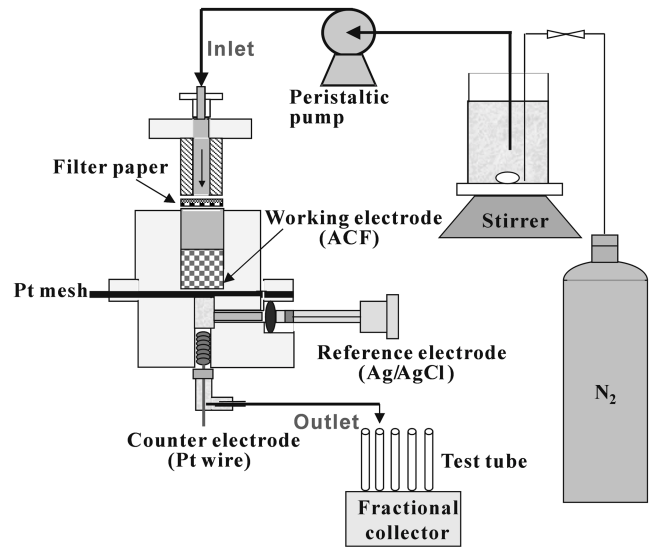 Inlet
Peristaltic
pump
Filter paper
Working electrode
(ACF)
Stirrer
Pt mesh
Reference electrode
(Ag/AgCl)
N2
Outlet
Counter electrode
(Pt wire)
Test tube
Fractional
collector